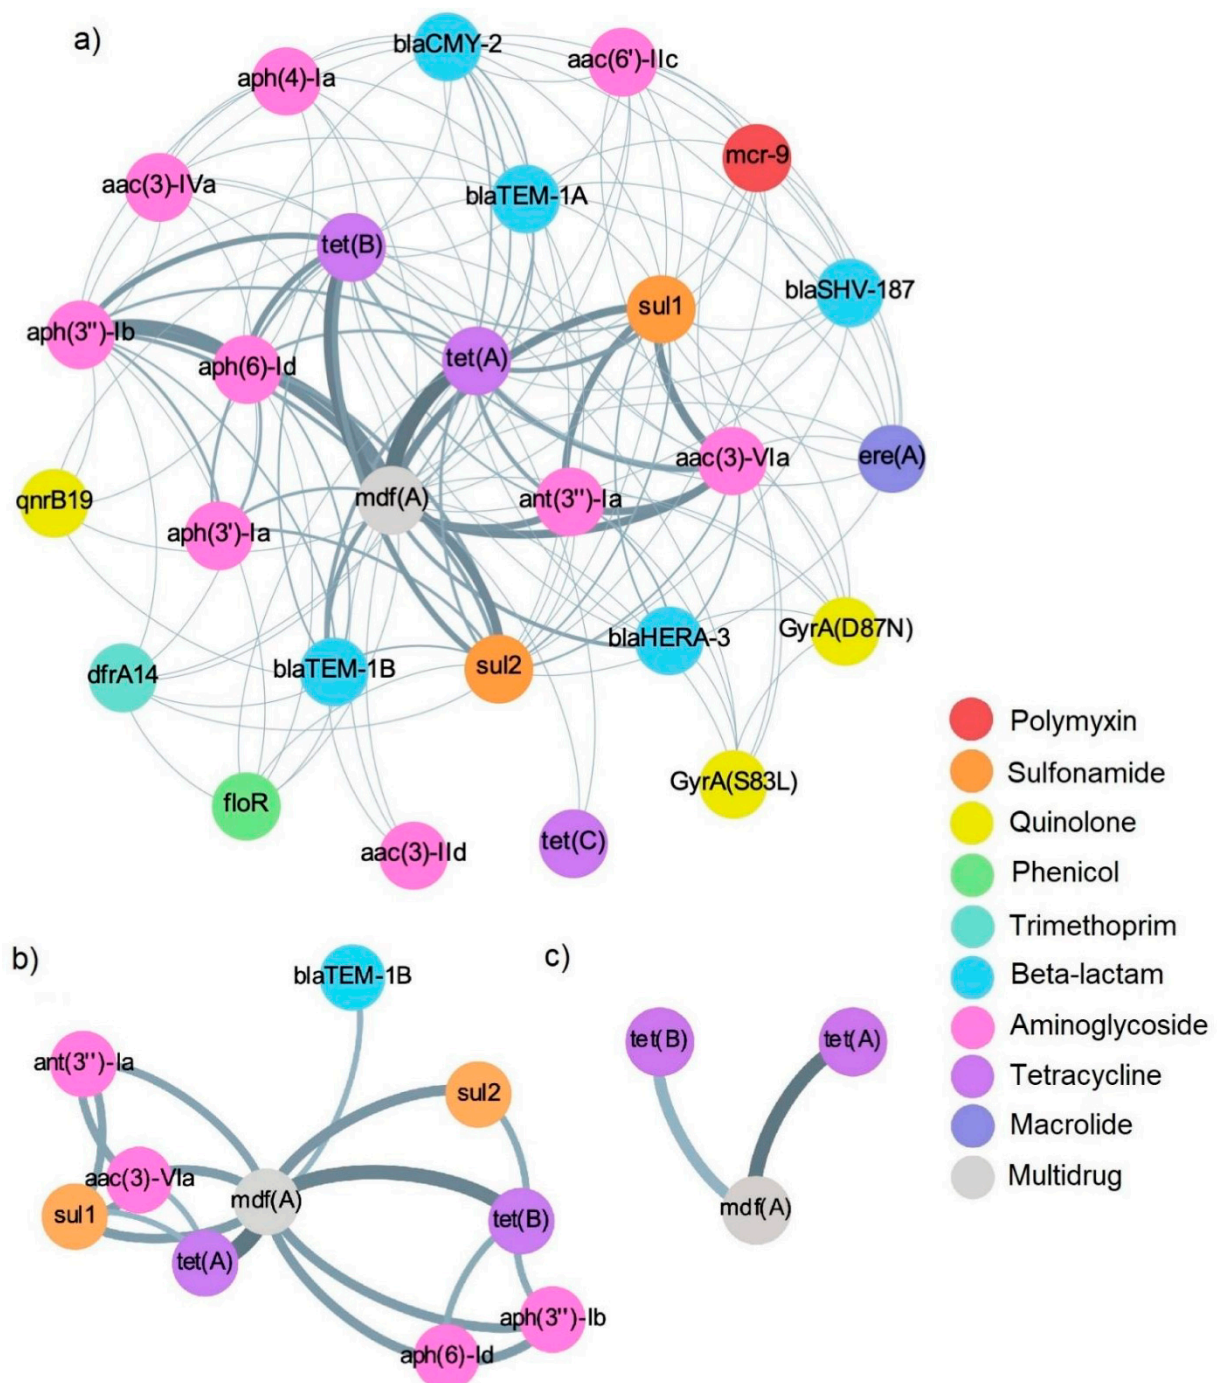 a)
blaCMY-2
aac(6')-IIc
aph(4)-Ia
mcr-9
aac(3)-IVa
blaTEM-1A
tet(B)
blaSHV-187
sul1
aph(3'')-Ib
aph(6)-Id
tet(A)
aac(3)-VIa
ere(A)
qnrB19
mdf(A)
ant(3'')-Ia
aph(3')-Ia
GyrA(D87N)
blaHERA-3
dfrA14
blaTEM-1B
sul2
GyrA(S83L)
floR
tet(C)
aac(3)-IId
Polymyxin
Sulfonamide
Quinolone
Phenicol
Trimethoprim
Beta-lactam
Aminoglycoside
Tetracycline
Macrolide
Multidrug
b)
blaTEM-1B
ant(3'')-Ia
sul2
aac(3)-VIa
mdf(A)
sul1
tet(B)
tet(A)
aph(3'')-Ib
aph(6)-Id
c)
tet(B)
tet(A)
mdf(A)